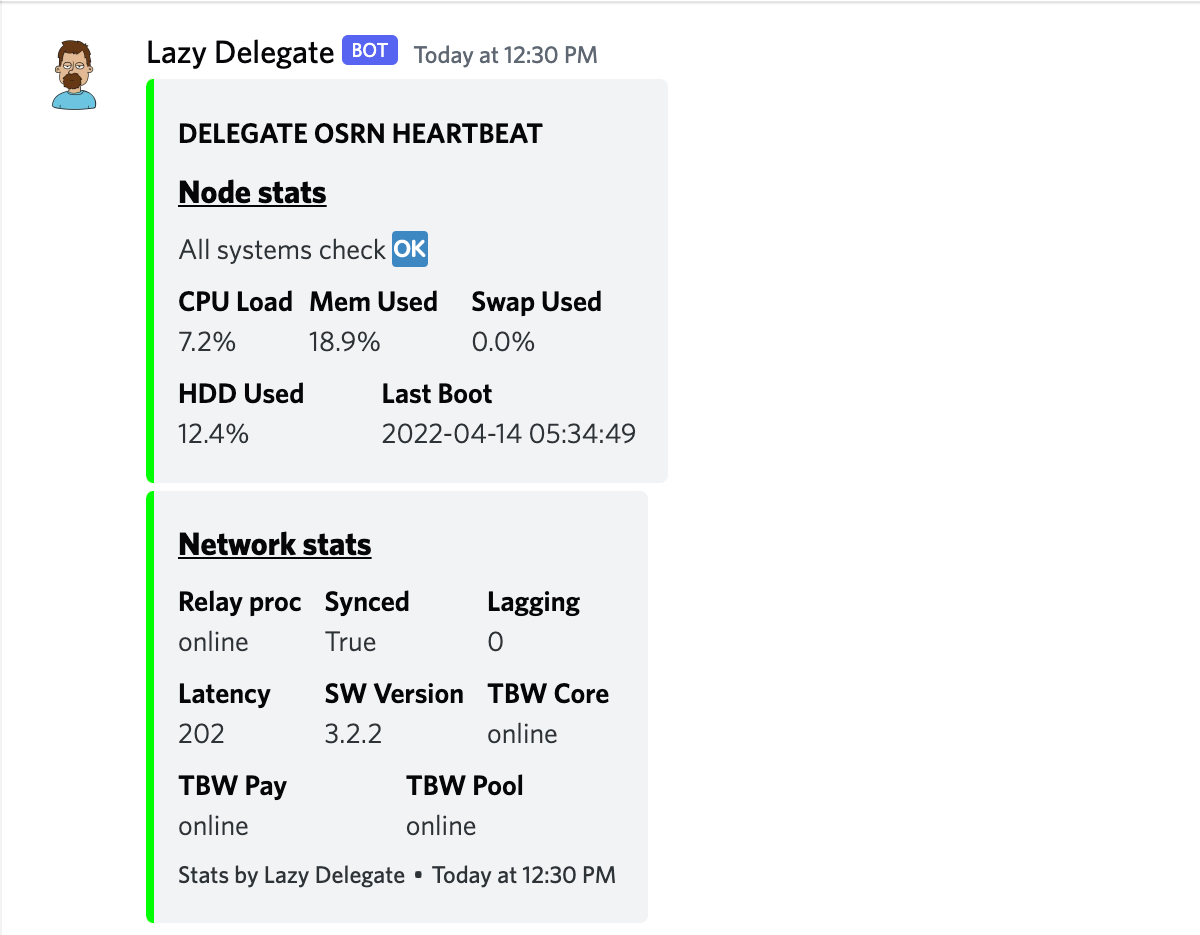 Lazy Delegate BOT Today at 12:30 PM
DELEGATE OSRN HEARTBEAT
Node stats
All systems check OK
CPU Load Mem Used Swap Used
7.2% 18.9% 0.0%
HDD Used Last Boot
12.4% 2022-04-14 05:34:49
Network stats
Relay proc Synced Lagging
online True 0
Latency SW Version TBW Core
202 3.2.2 online
TBW Pay TBW Pool
online online
Stats by Lazy Delegate • Today at 12:30 PM